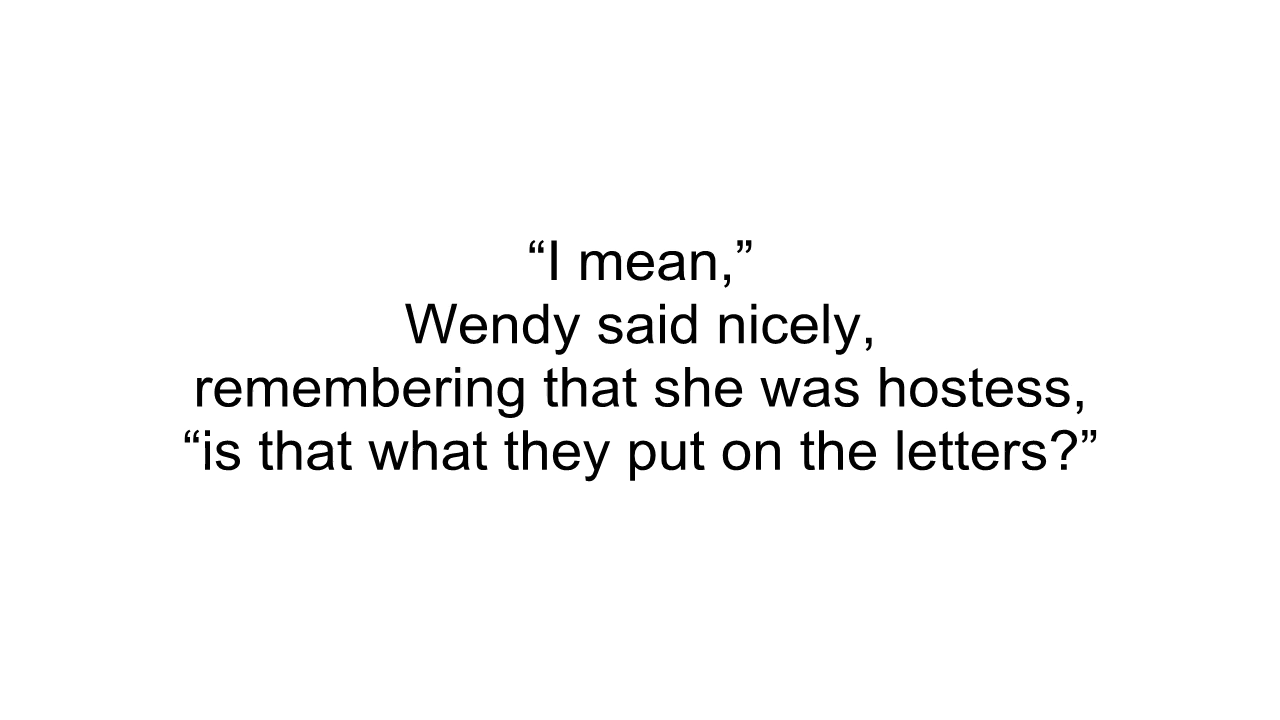 “I mean,”
Wendy said nicely,
remembering that she was hostess,
“is that what they put on the letters?”